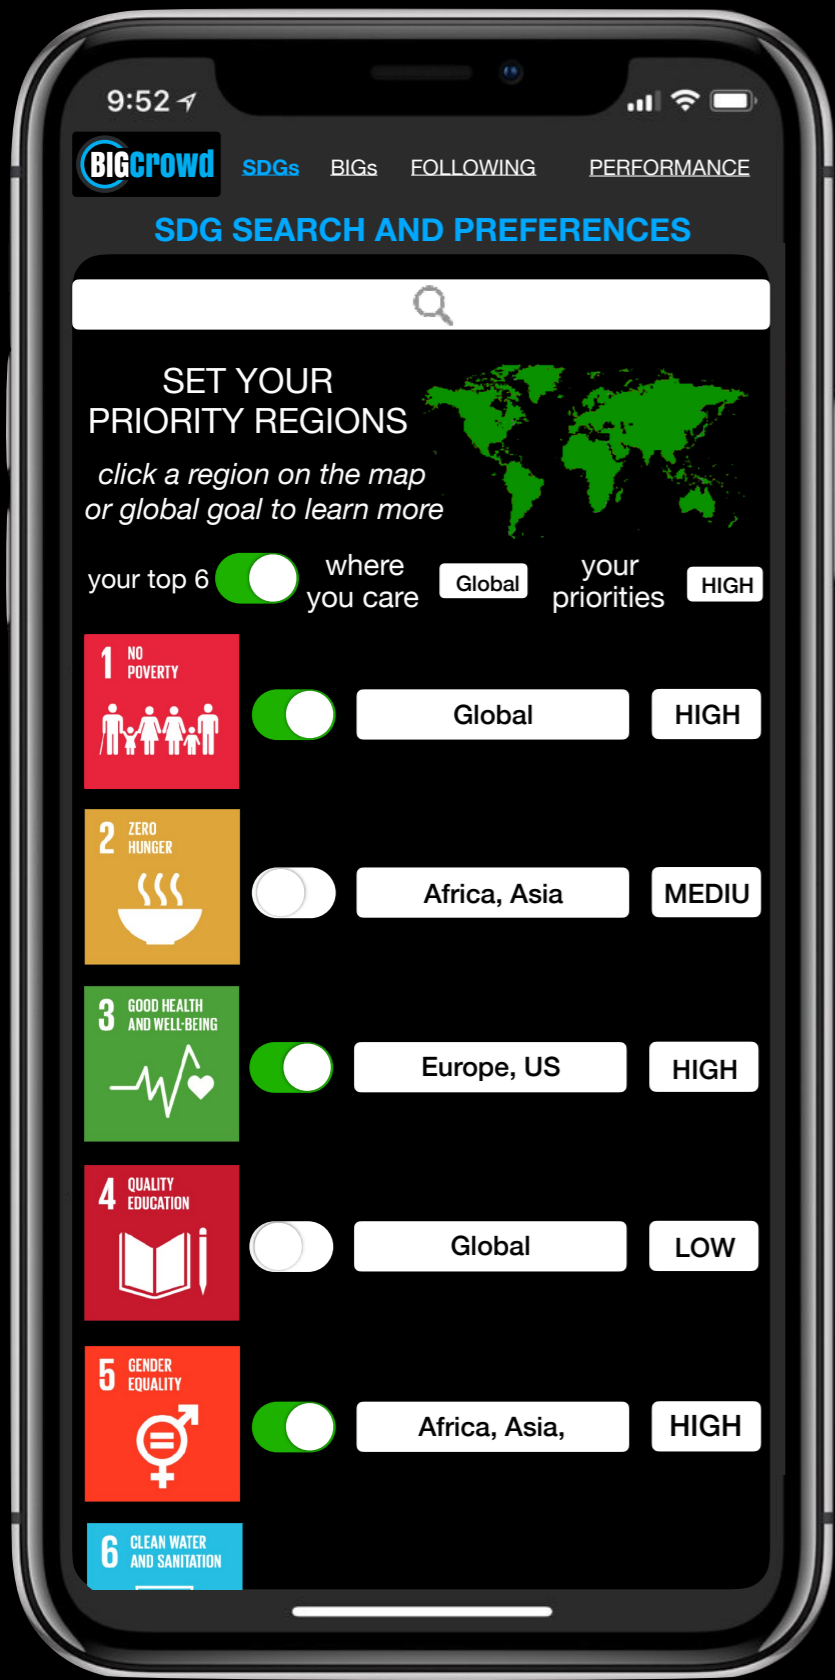 9:52
BIGCrowd SDGs BIGs FOLLOWING PERFORMANCE
SDG SEARCH AND PREFERENCES
SET YOUR
PRIORITY REGIONS
click a region on the map
or global goal to learn more
your top 6
where
you care
Global
your
priorities
HIGH
1 NO
POVERTY
Global
HIGH
2 ZERO
HUNGER
Africa, Asia
MEDIU
3 GOOD HEALTH
AND WELL-BEING
Europe, US
HIGH
4 QUALITY
EDUCATION
Global
LOW
5 GENDER
EQUALITY
Africa, Asia,
HIGH
6 CLEAN WATER
AND SANITATION